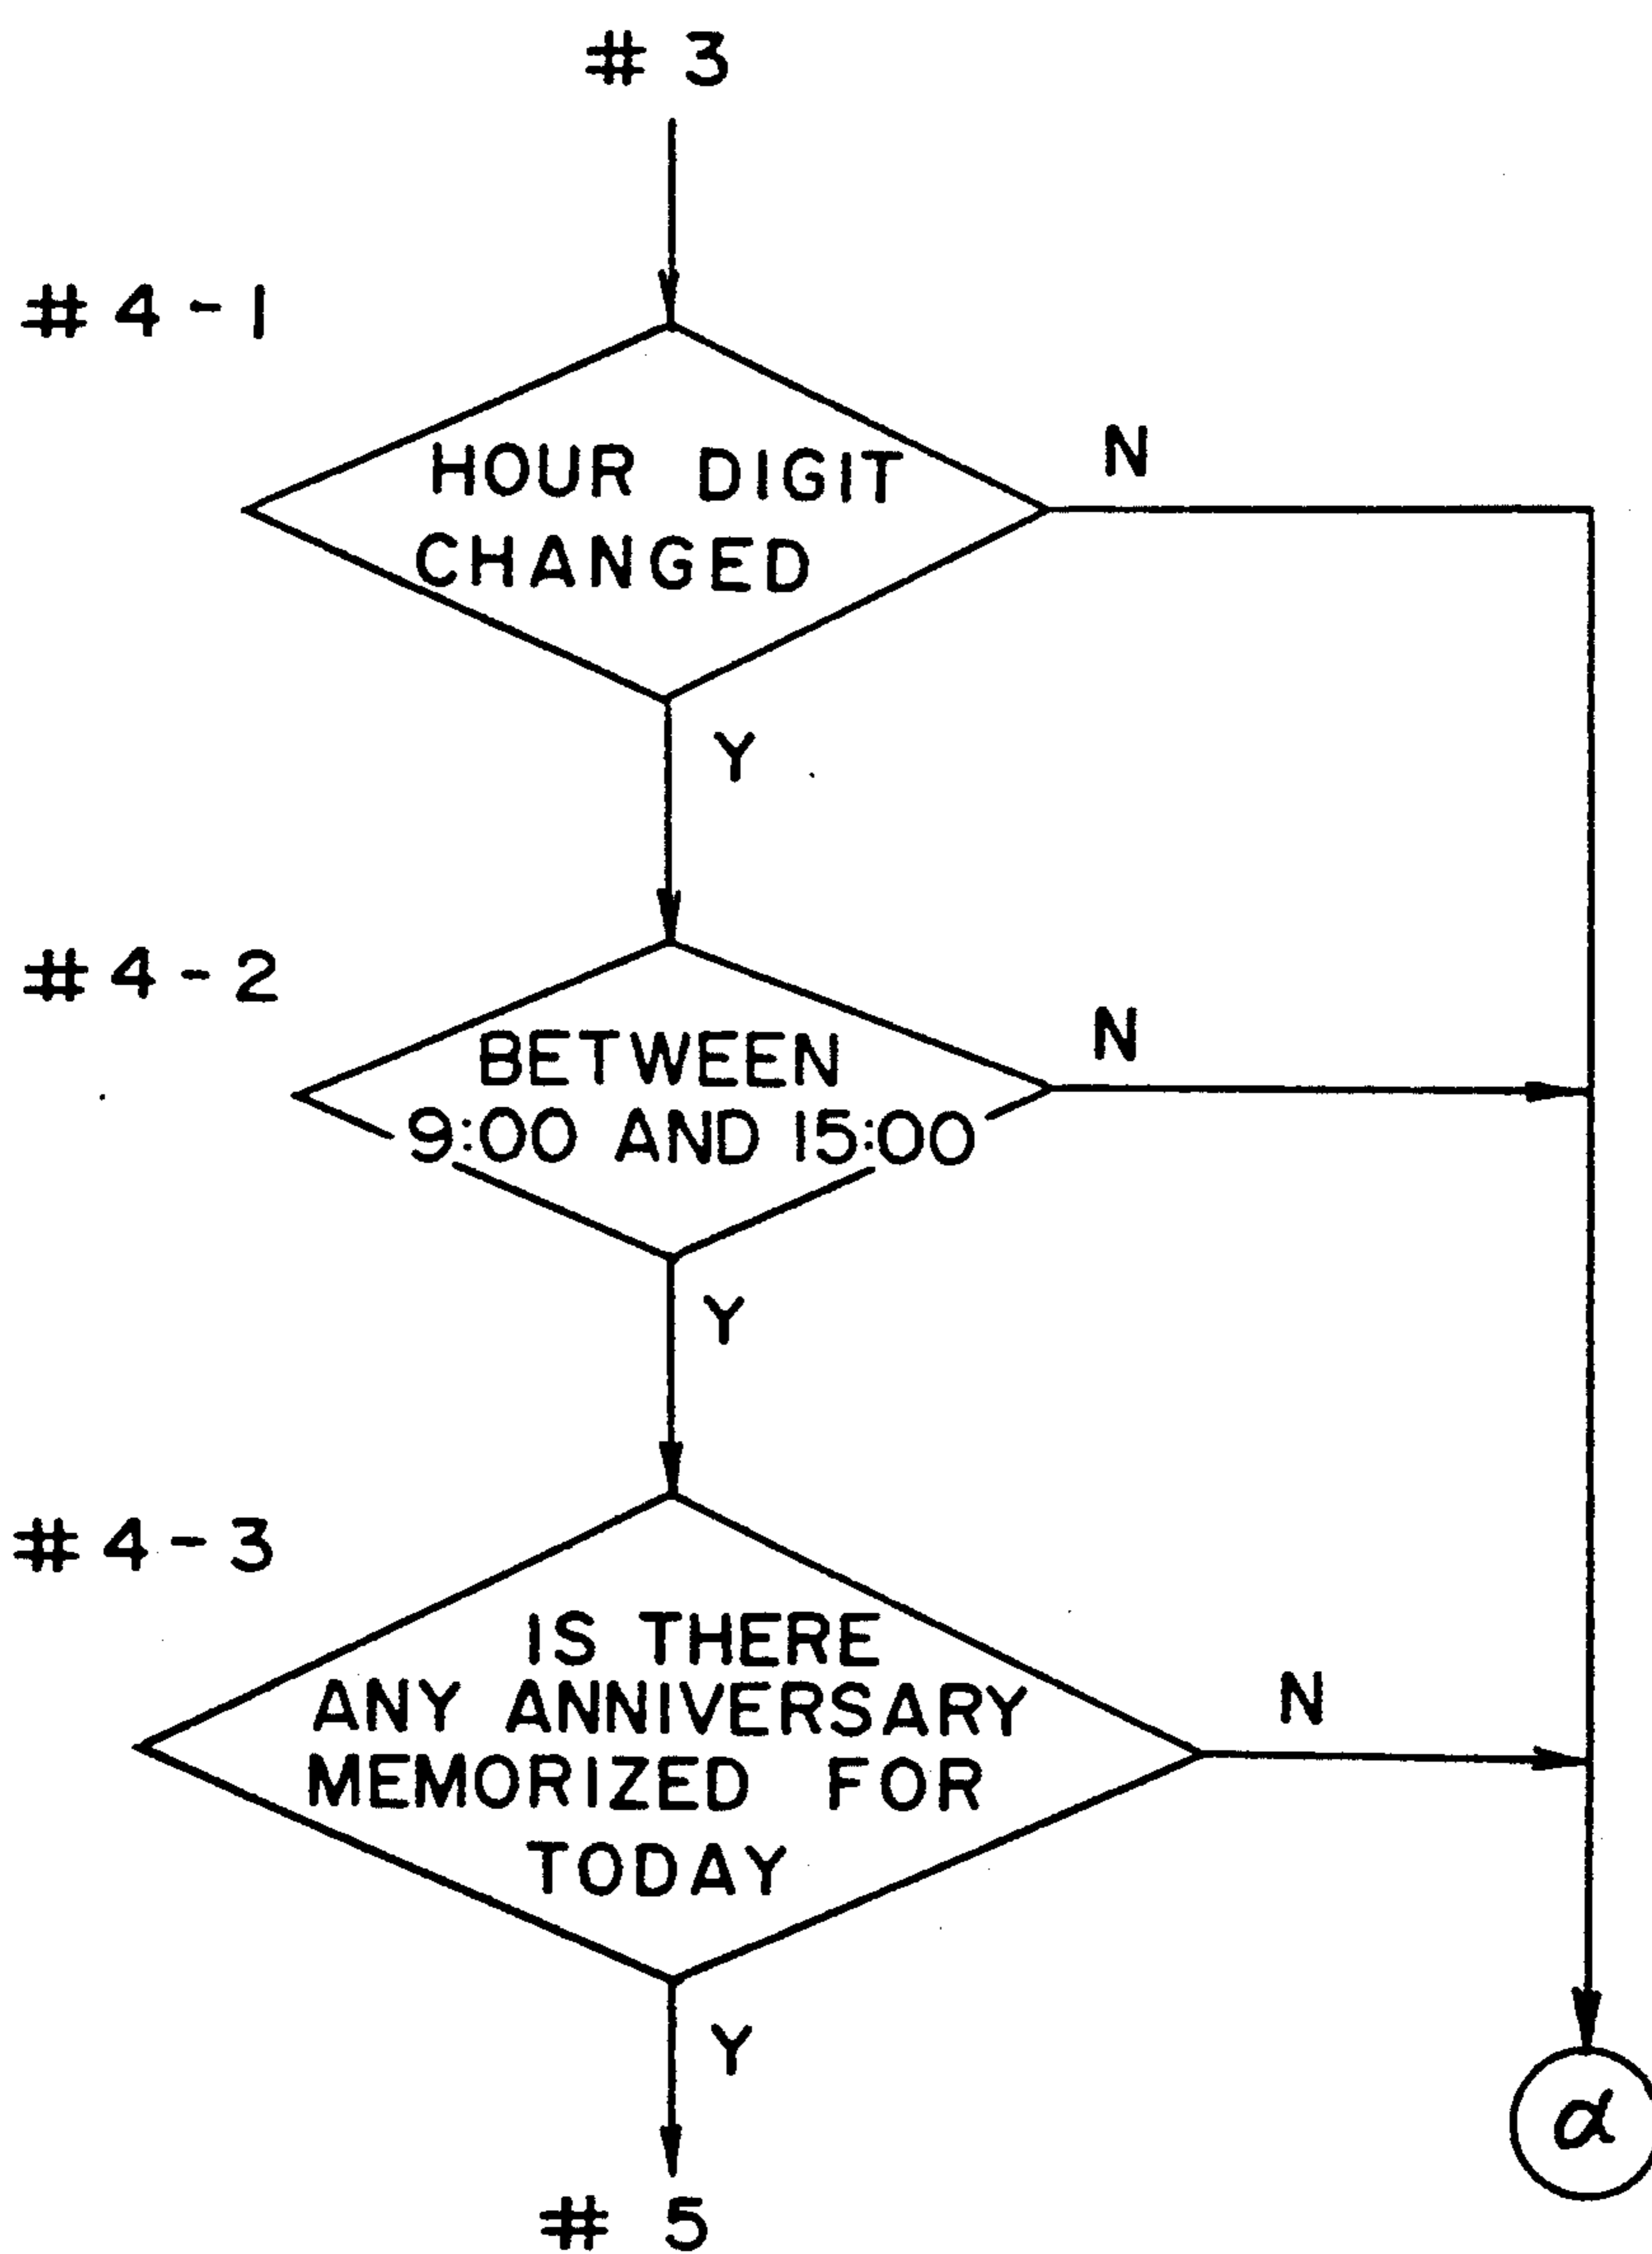 # 3
#4-1
HOUR DIGIT
CHANGED
N
Y
#4-2
BETWEEN
9:00 AND 15:00
N
Y
#4-3
IS THERE
ANY ANNIVERSARY
MEMORIZED FOR
TODAY
N
Y
# 5
α